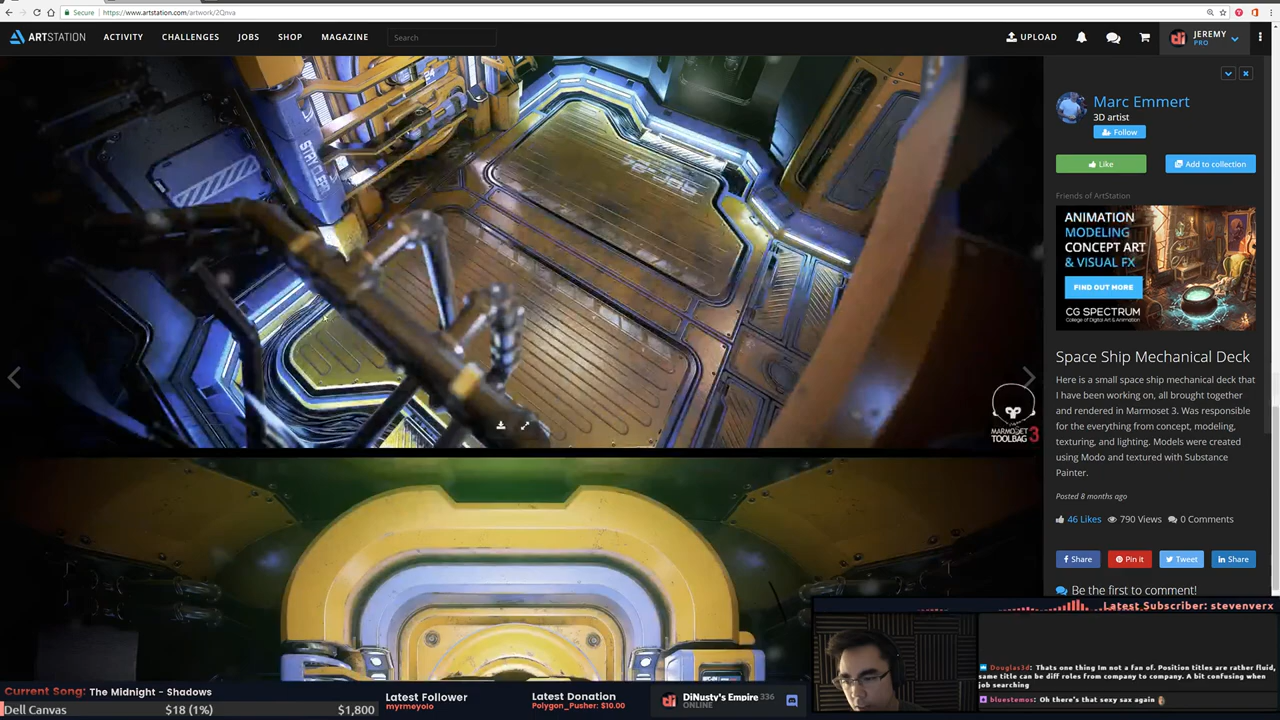 Secure
https://www.artstation.com/artwork/2Qnva
ARTSTATION
ACTIVITY
CHALLENGES
JOBS
SHOP
MAGAZINE
Search
UPLOAD
JEREMY
PRO
Marc Emmert
3D artist
Follow
Like
Add to collection
Friends of ArtStation
ANIMATION
MODELING
CONCEPT ART
& VISUAL FX
FIND OUT MORE
CG SPECTRUM
College of Digital Art & Animation
Space Ship Mechanical Deck
Here is a small space ship mechanical deck that
I have been working on, all brought together
and rendered in Marmoset 3. Was responsible
for the everything from concept, modeling,
texturing, and lighting. Models were created
using Modo and textured with Substance
Painter.
Posted 8 months ago
46 Likes
790 Views
0 Comments
Share
Pin it
Tweet
Share
Be the first to comment!
STAY CLEAR
MARMOSET
TOOLBAG 3
Latest Subscriber: stevenverx
Douglas3d: Thats one thing Im not a fan of. Position titles are rather fluid,
same title can be diff roles from company to company. A bit confusing when
job searching
bluestemos: Oh there's that sexy sax again
Current Song: The Midnight - Shadows
Dell Canvas
$18 (1%)
$1,800
Latest Follower
myrmeyolo
Latest Donation
Polygon_Pusher: $10.00
DiNusty's Empire 336
ONLINE